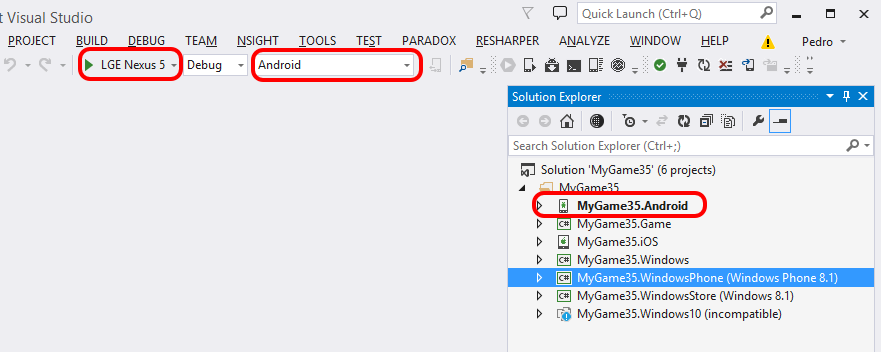 t Visual Studio
Quick Launch (Ctrl+Q)
PROJECT BUILD DEBUG TEAM NSIGHT TOOLS TEST PARADOX RESHARPER ANALYZE WINDOW HELP Pedro
LGE Nexus 5 Debug Android
Solution Explorer
Search Solution Explorer (Ctrl+;)
Solution 'MyGame35' (6 projects)
MyGame35
MyGame35.Android
C# MyGame35.Game
MyGame35.iOS
C# MyGame35.Windows
C# MyGame35.WindowsPhone (Windows Phone 8.1)
C# MyGame35.WindowsStore (Windows 8.1)
MyGame35.Windows10 (incompatible)